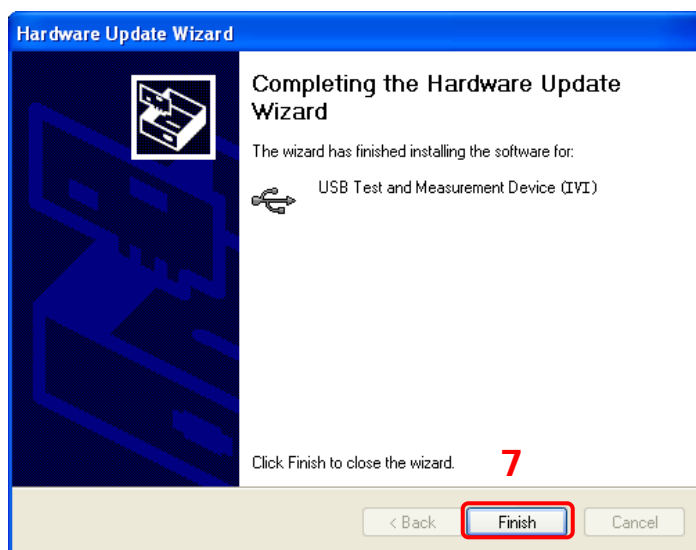 Hardware Update Wizard
Completing the Hardware Update
Wizard
The wizard has finished installing the software for:
USB Test and Measurement Device (IVI)
Click Finish to close the wizard.
7
< Back
Finish
Cancel